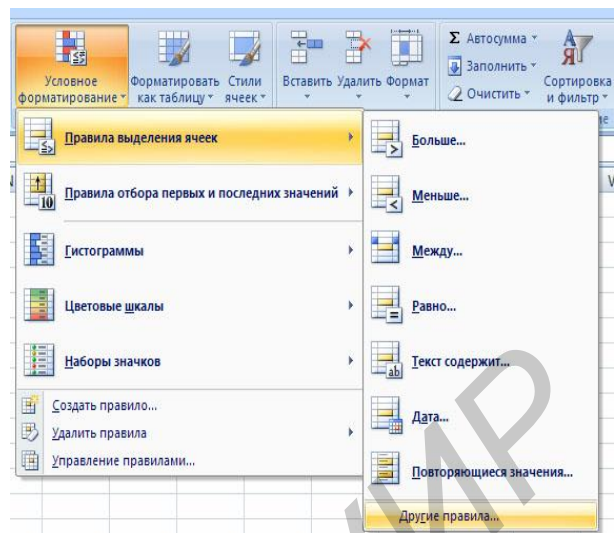 Условное форматирование
Форматировать как таблицу
Стили ячеек
Вставить
Удалить
Формат
Σ Автосумма
Заполнить
Очистить
Сортировка и фильтр
Правила выделения ячеек
Правила отбора первых и последних значений
10
Гистограммы
Цветовые шкалы
Наборы значков
Создать правило...
Удалить правила
Управление правилами...
Больше...
Меньше...
Между...
Равно...
Текст содержит...
ab
Дата...
Повторяющиеся значения...
Другие правила...